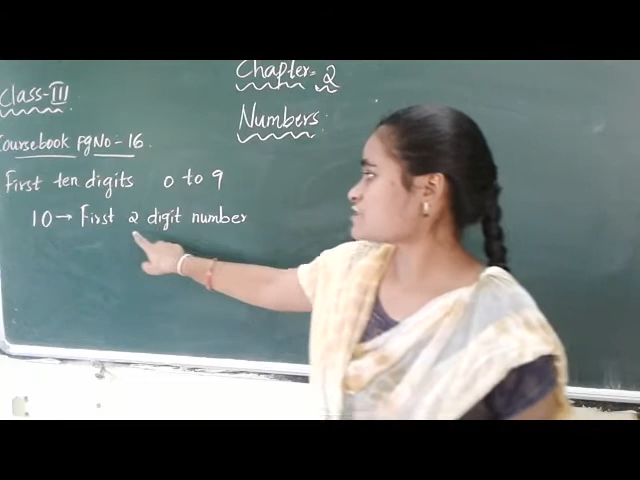 Chapter- 2
Class-III
Numbers
Coursebook PgNo:- 16.
First ten digits 0 to 9
10→ First 2 digit number